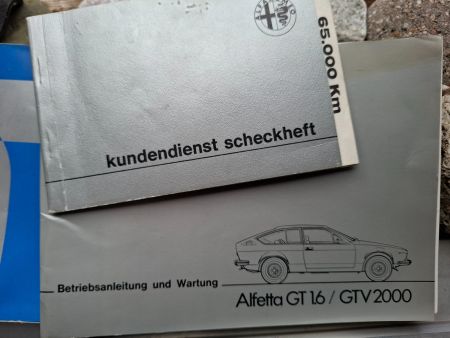 65.000 Km
kundendienst scheckheft
Betriebsanleitung und Wartung
Alfetta GT 1.6 / GTV 2000